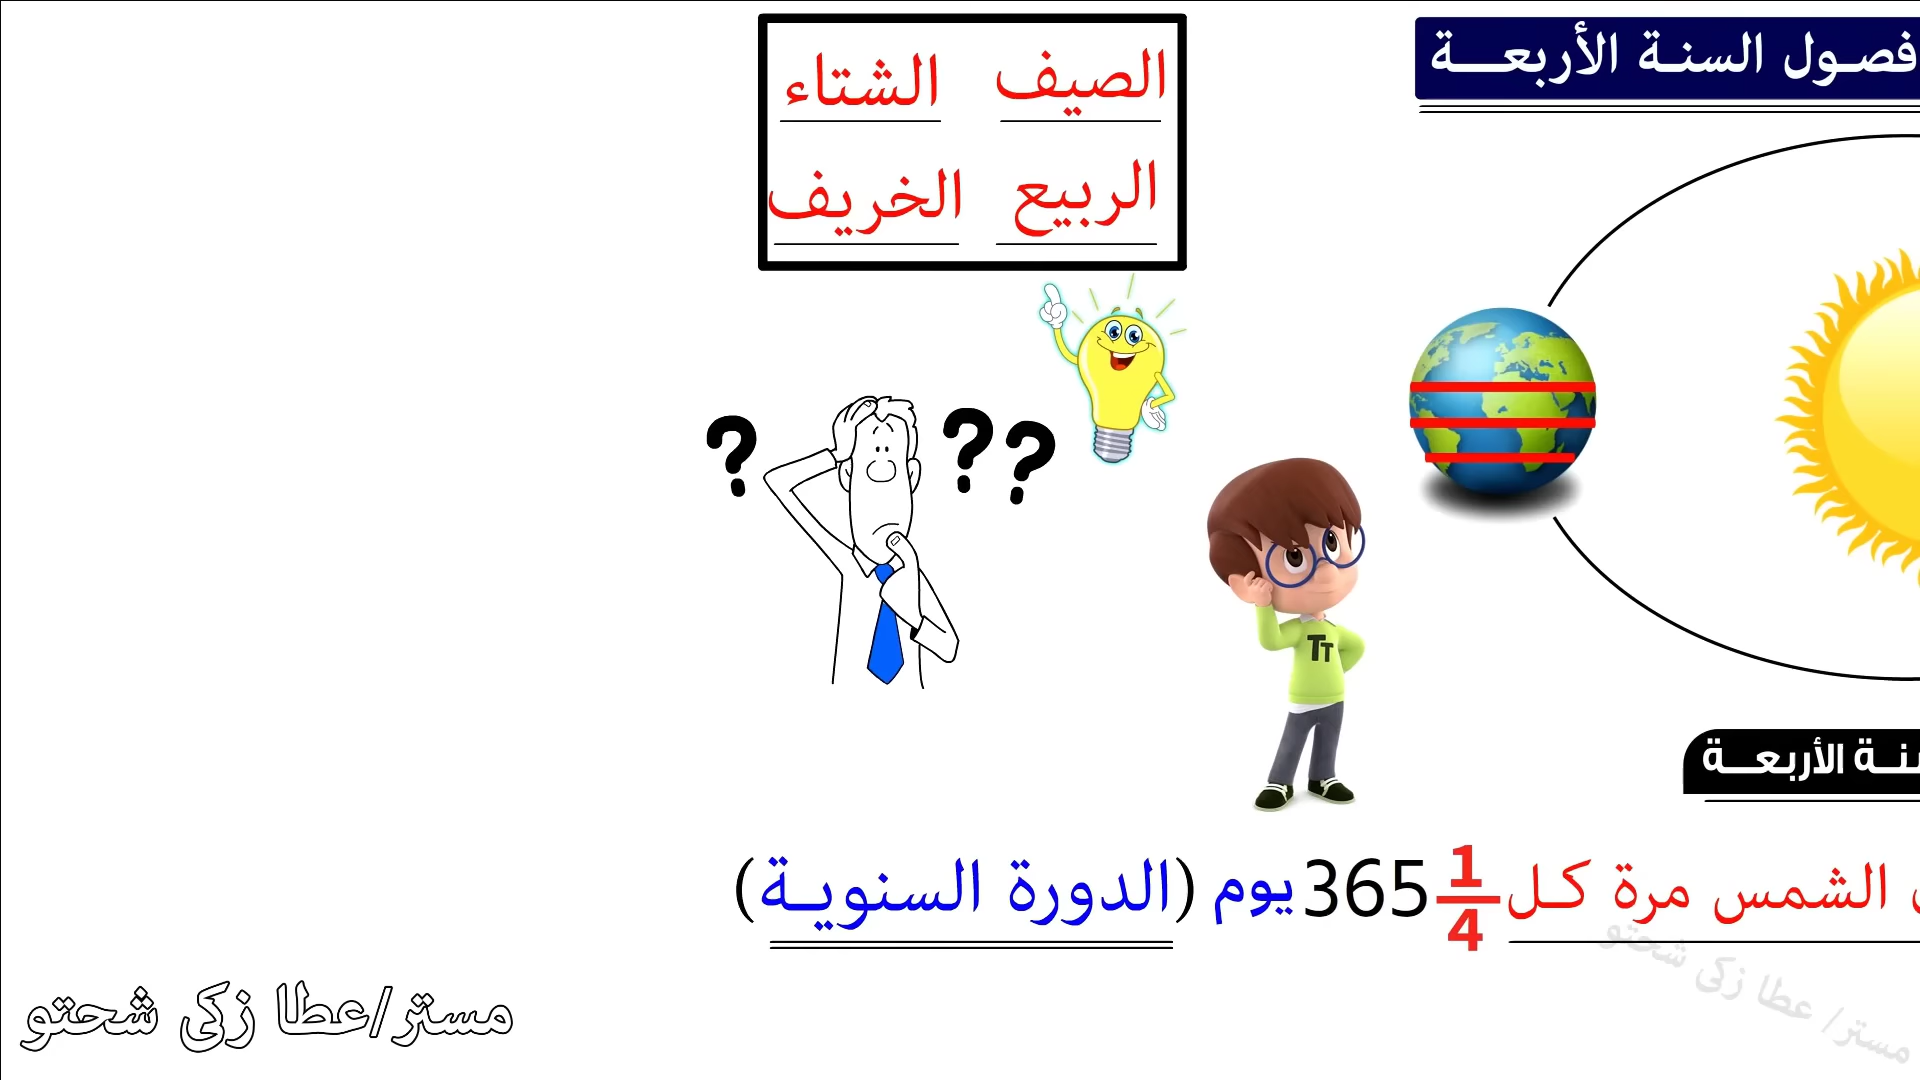 فصول السنة الأربعة
الصيف الشتاء
الربيع الخريف
? ? ?
TT
السنة الأربعة
الشمس مرة كل 1/4 365 يوم (الدورة السنوية)
مستر/عطا زكى شحتو
مستر/ عطا زكى شحتو